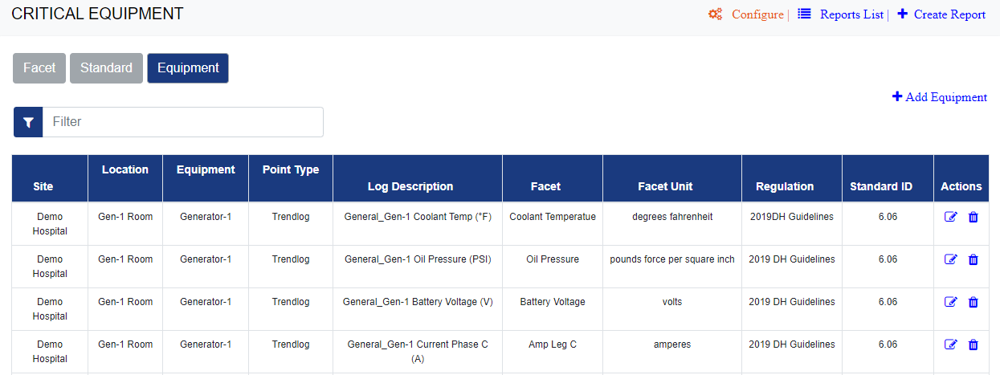 CRITICAL EQUIPMENT
Configure | Reports List | Create Report
Facet Standard Equipment
Add Equipment
Filter
Site Location Equipment Point Type Log Description Facet Facet Unit Regulation Standard ID Actions
Demo Hospital Gen-1 Room Generator-1 Trendlog General_Gen-1 Coolant Temp (°F) Coolant Temperatue degrees fahrenheit 2019DH Guidelines 6.06
Demo Hospital Gen-1 Room Generator-1 Trendlog General_Gen-1 Oil Pressure (PSI) Oil Pressure pounds force per square inch 2019 DH Guidelines 6.06
Demo Hospital Gen-1 Room Generator-1 Trendlog General_Gen-1 Battery Voltage (V) Battery Voltage volts 2019 DH Guidelines 6.06
Demo Hospital Gen-1 Room Generator-1 Trendlog General_Gen-1 Current Phase C (A) Amp Leg C amperes 2019 DH Guidelines 6.06